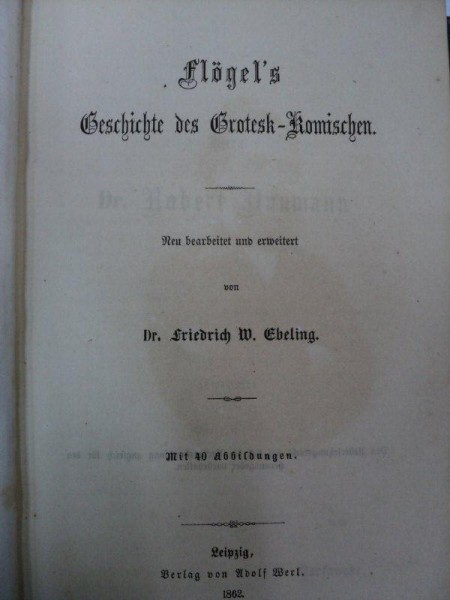 Flögel's
Geschichte des Grotesk-Komischen.
Neu bearbeitet und erweitert
von
Dr. Friedrich W. Ebeling.
Mit 40 Abbildungen.
Leipzig,
Verlag von Adolf Werl.
1862.